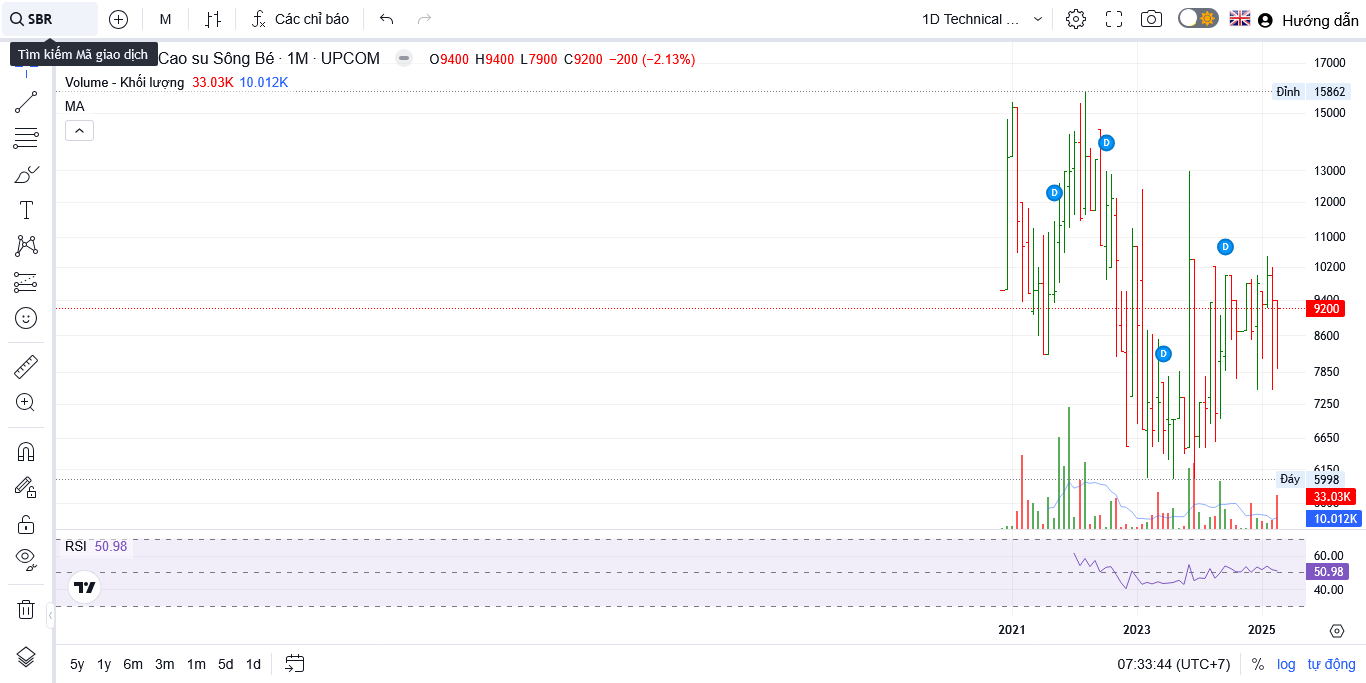 SBR
M
Các chỉ báo
1D Technical ...
Hướng dẫn
Tìm kiếm Mã giao dịch
Cao su Sông Bé · 1M · UPCOM
O9400 H9400 L7900 C9200 −200 (−2.13%)
Volume - Khối lượng 33.03K 10.012K
MA
17000
Đỉnh 15862
15000
D
13000
D
12000
11000
D
10200
9400
9200
8600
D
7850
7250
6650
6150
Đáy 5998
33.03K
10.012K
RSI 50.98
60.00
50.98
40.00
2021
2023
2025
5y 1y 6m 3m 1m 5d 1d
07:33:44 (UTC+7)
% log tự động